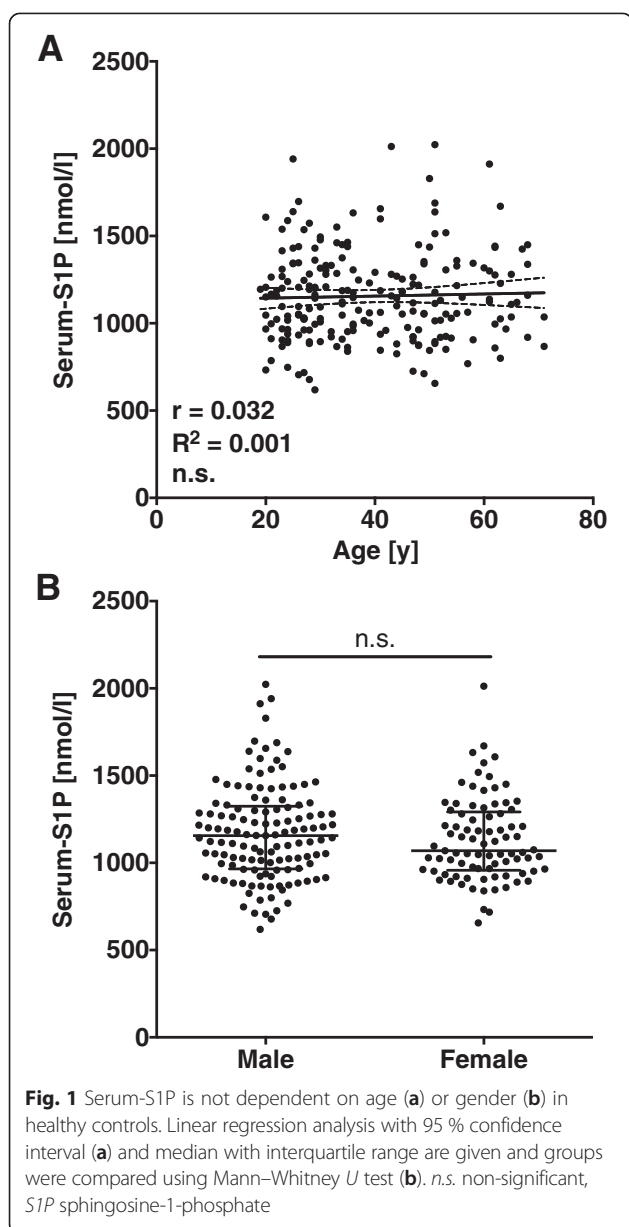 A
2500
2000
1500
1000
500
0
Serum-S1P [nmol/l]
r = 0.032
R² = 0.001
n.s.
0 20 40 60 80
Age [y]
B
2500
2000
1500
1000
500
0
Serum-S1P [nmol/l]
n.s.
Male Female
Fig. 1 Serum-S1P is not dependent on age (a) or gender (b) in
healthy controls. Linear regression analysis with 95 % confidence
interval (a) and median with interquartile range are given and groups
were compared using Mann–Whitney U test (b). n.s. non-significant,
S1P sphingosine-1-phosphate